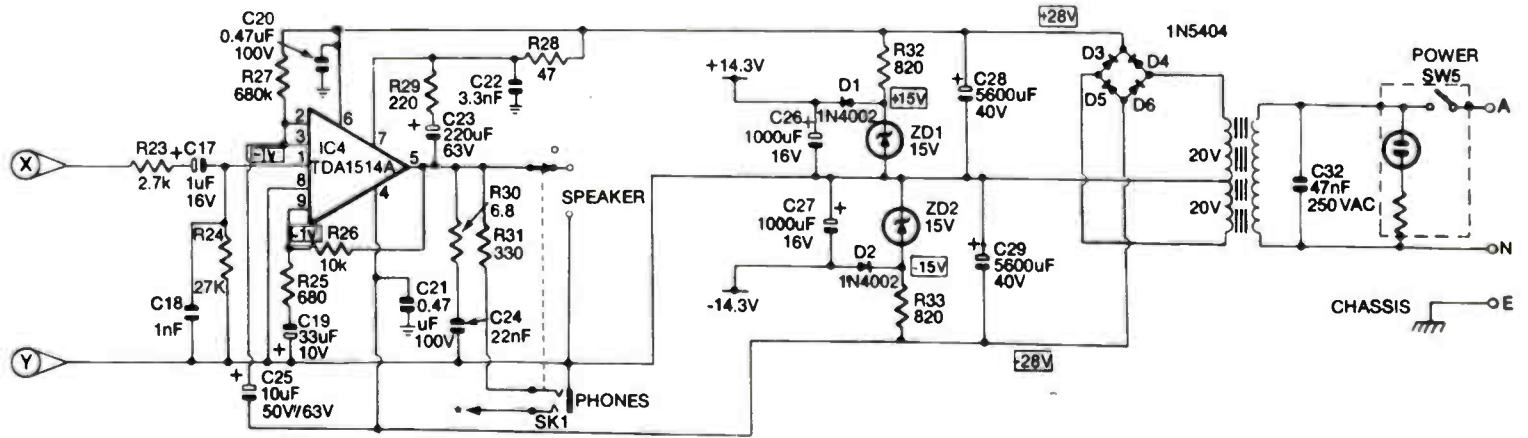 C20
0.47uF
100V
R27
680k
2
3
1
8
9
6
7
5
4
-1V
IC4
TDA1514A
-1V
X
R23
2.7k
+
C17
1uF
16V
R24
27K
C18
1nF
Y
R25
680
C19
33uF
10V
+
R26
10k
+
C25
10uF
50V/63V
R29
220
+
C23
220uF
63V
C22
3.3nF
R28
47
R30
6.8
R31
330
C21
0.47
uF
100V
C24
22nF
SPEAKER
PHONES
SK1
*
+14.3V
-14.3V
D1
1N4002
C26
1000uF
16V
+
C27
1000uF
16V
+
D2
1N4002
R32
820
+15V
ZD1
15V
ZD2
15V
-15V
R33
820
+28V
+
C28
5600uF
40V
+
C29
5600uF
40V
-28V
1N5404
D3
D4
D5
D6
20V
20V
C32
47nF
250VAC
POWER
SW5
A
N
CHASSIS
E